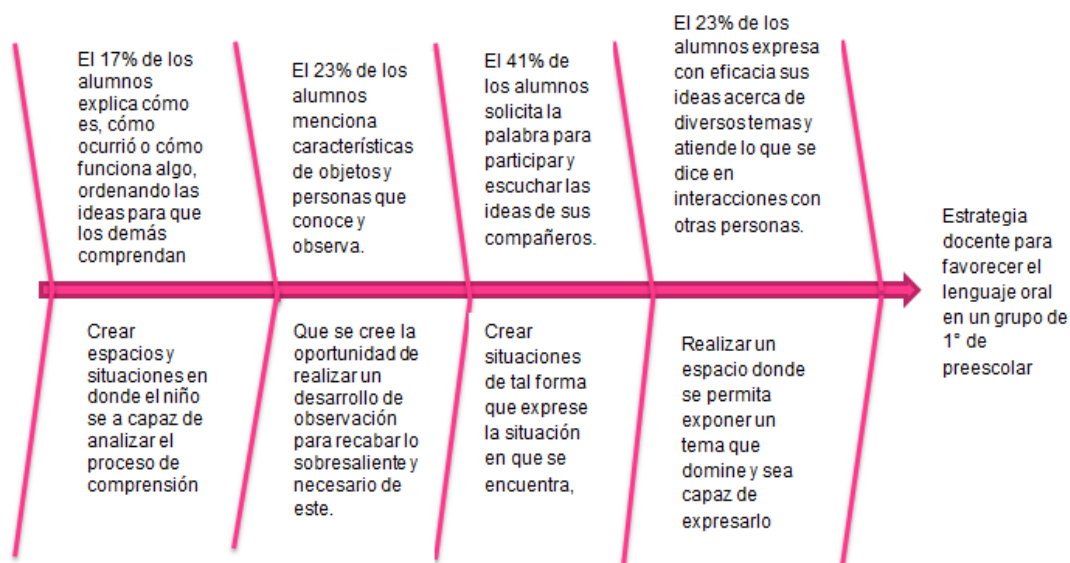 El 17% de los
alumnos
explica cómo
es, cómo
ocurrió o cómo
funciona algo,
ordenando las
ideas para que
los demás
comprendan
El 23% de los
alumnos
menciona
características
de objetos y
personas que
conoce y
observa.
El 41% de
los alumnos
solicita la
palabra para
participar y
escuchar las
ideas de sus
compañeros.
El 23% de los
alumnos expresa
con eficacia sus
ideas acerca de
diversos temas y
atiende lo que se
dice en
interacciones con
otras personas.
Estrategia
docente para
favorecer el
lenguaje oral
en un grupo de
1° de
preescolar
Crear
espacios y
situaciones en
donde el niño
se a capaz de
analizar el
proceso de
comprensión
Que se cree la
oportunidad de
realizar un
desarrollo de
observación
para recabar lo
sobresaliente y
necesario de
este.
Crear
situaciones
de tal forma
que exprese
la situación
en que se
encuentra,
Realizar un
espacio donde
se permita
exponer un
tema que
domine y sea
capaz de
expresarlo